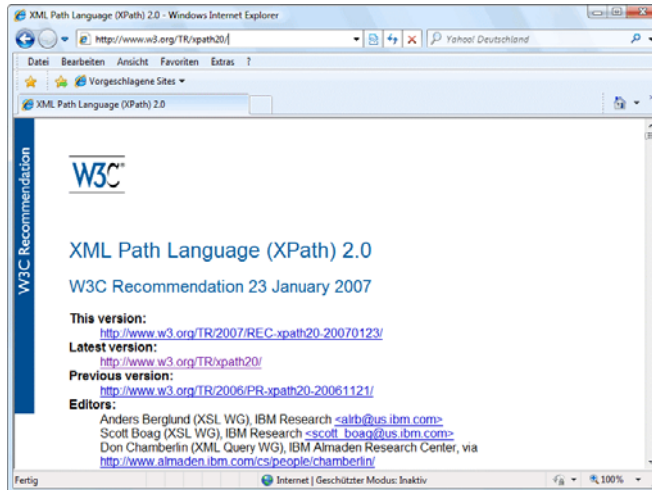 XML Path Language (XPath) 2.0 - Windows Internet Explorer
http://www.w3.org/TR/xpath20/
Yahoo! Deutschland
Datei Bearbeiten Ansicht Favoriten Extras ?
Vorgeschlagene Sites
XML Path Language (XPath) 2.0
W3C Recommendation
W3C
XML Path Language (XPath) 2.0
W3C Recommendation 23 January 2007
This version:
http://www.w3.org/TR/2007/REC-xpath20-20070123/
Latest version:
http://www.w3.org/TR/xpath20/
Previous version:
http://www.w3.org/TR/2006/PR-xpath20-20061121/
Editors:
Anders Berglund (XSL WG), IBM Research <alrb@us.ibm.com>
Scott Boag (XSL WG), IBM Research <scott_boag@us.ibm.com>
Don Chamberlin (XML Query WG), IBM Almaden Research Center, via
http://www.almaden.ibm.com/cs/people/chamberlin/
Fertig
Internet | Geschützter Modus: Inaktiv
100%